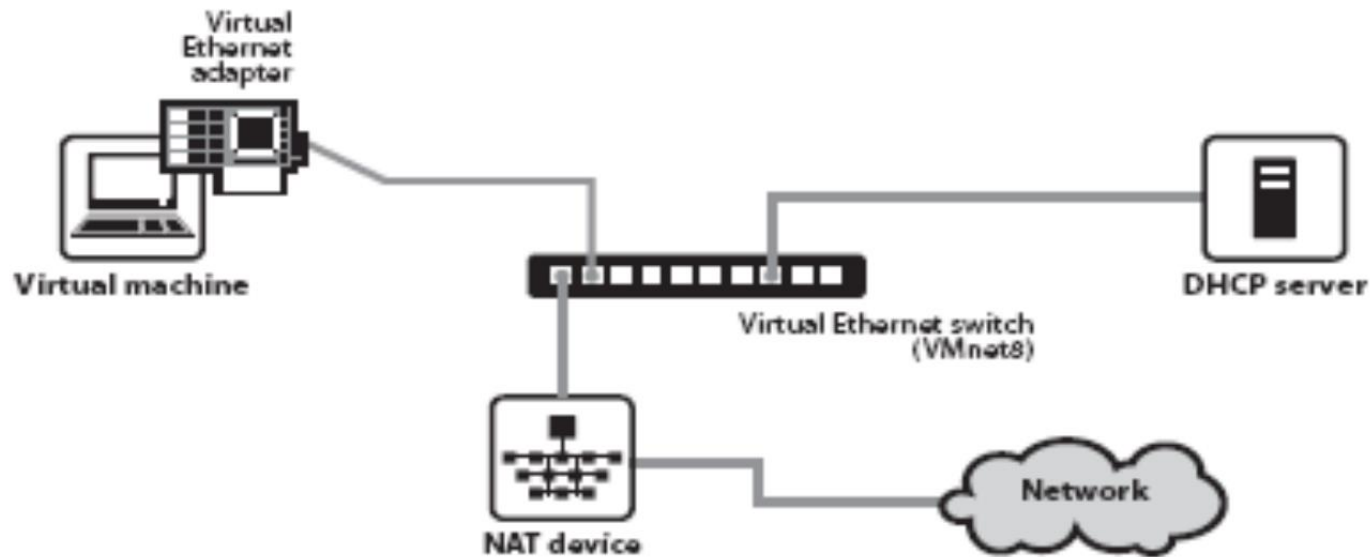 Virtual
Ethernet
adapter
Virtual machine
DHCP server
Virtual Ethernet switch
(VMnet8)
NAT device
Network